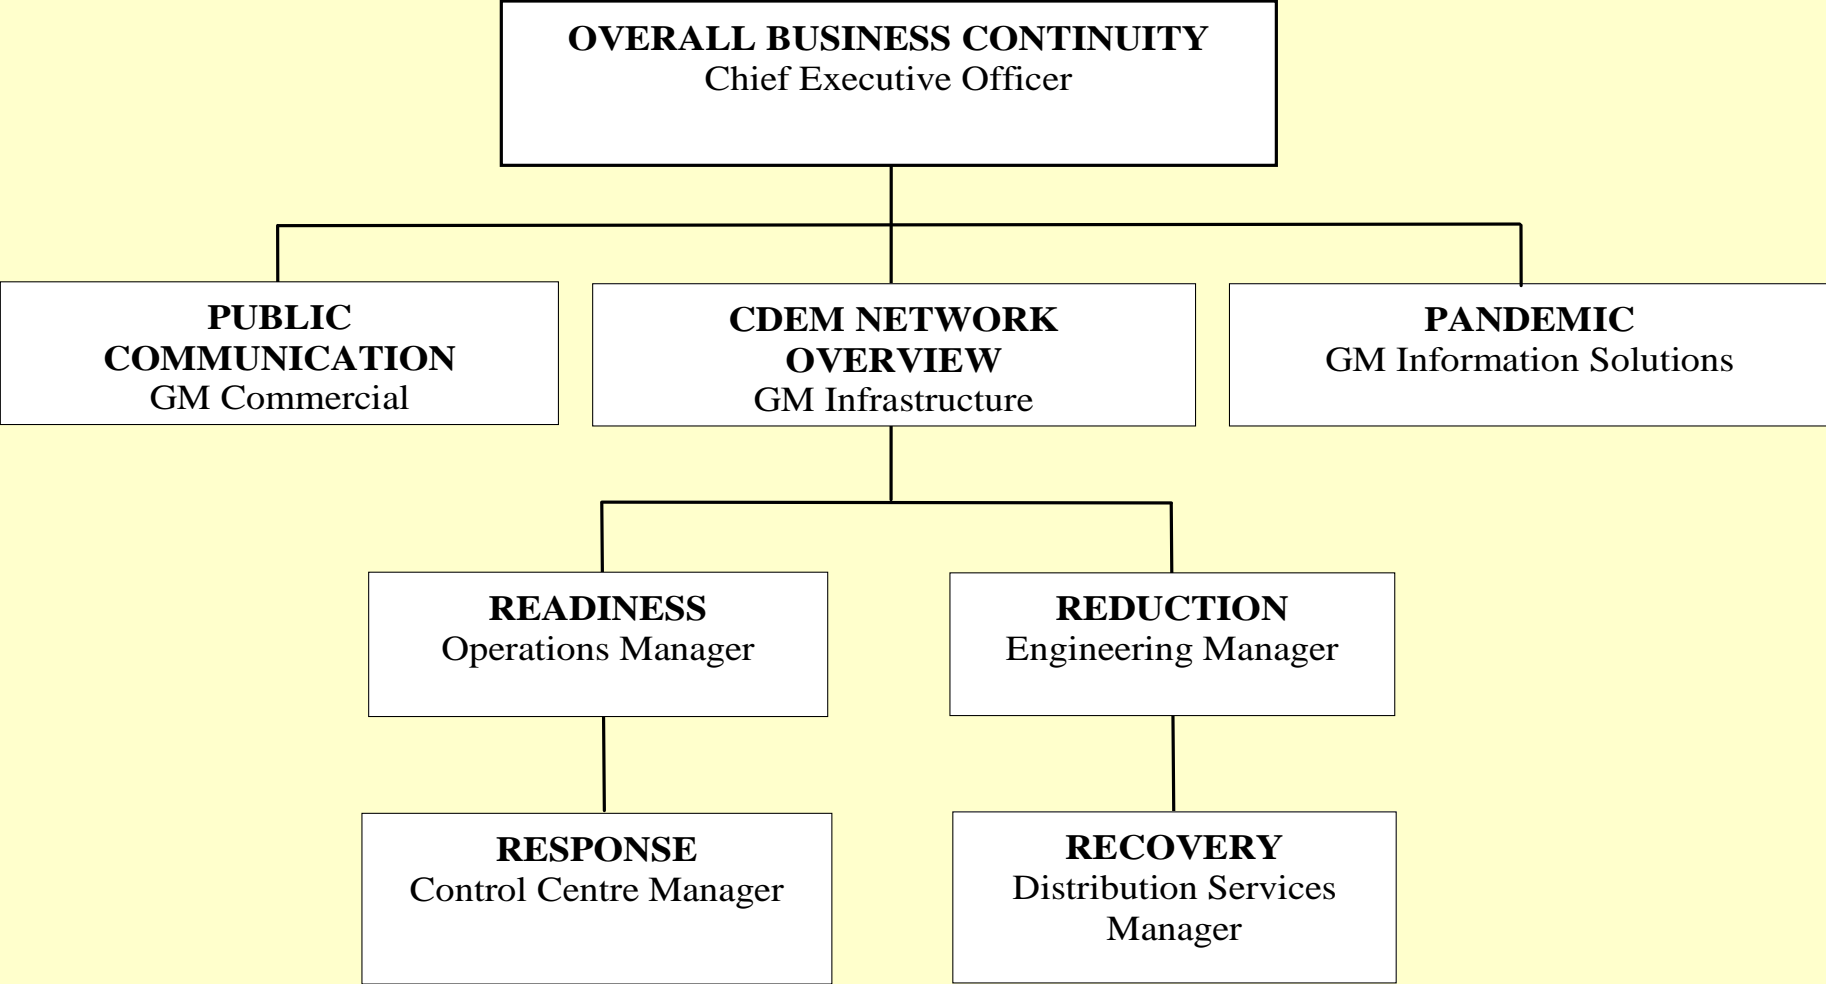 OVERALL BUSINESS CONTINUITY
Chief Executive Officer
PUBLIC
COMMUNICATION
GM Commercial
CDEM NETWORK
OVERVIEW
GM Infrastructure
PANDEMIC
GM Information Solutions
READINESS
Operations Manager
REDUCTION
Engineering Manager
RESPONSE
Control Centre Manager
RECOVERY
Distribution Services
Manager